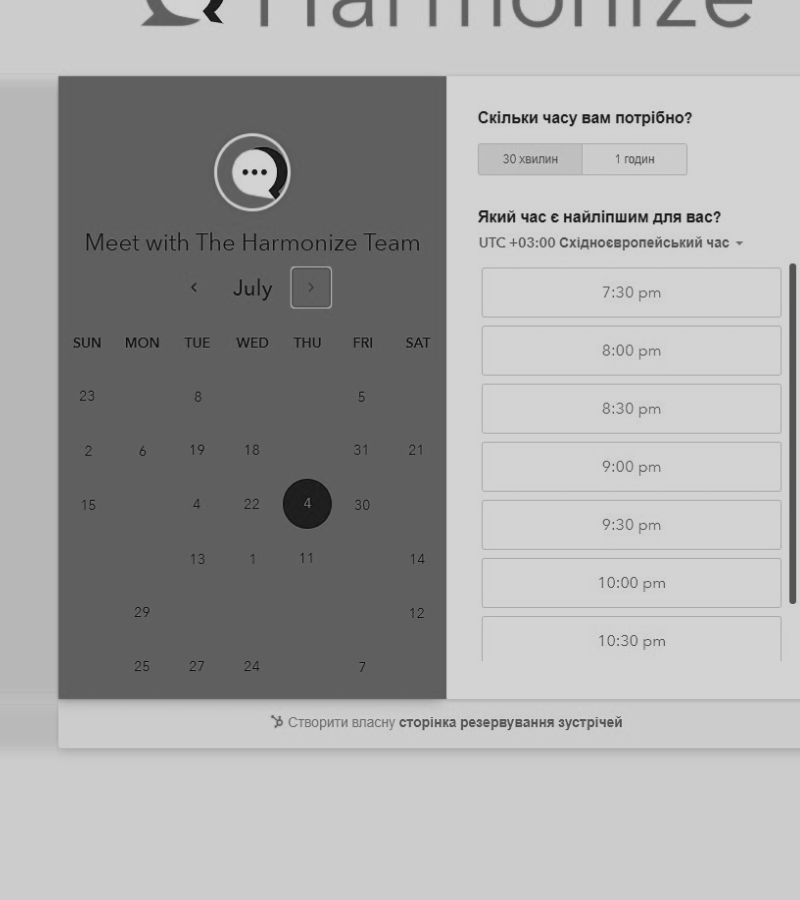 Harmonize
Meet with The Harmonize Team
July
SUN MON TUE WED THU FRI SAT
23 8 5
2 6 19 18 31 21
15 4 22 4 30
13 1 11 14
29 12
25 27 24 7
Скільки часу вам потрібно?
30 хвилин 1 годин
Який час є найліпшим для вас?
UTC +03:00 Східноєвропейський час
7:30 pm
8:00 pm
8:30 pm
9:00 pm
9:30 pm
10:00 pm
10:30 pm
Створити власну сторінка резервування зустрічей